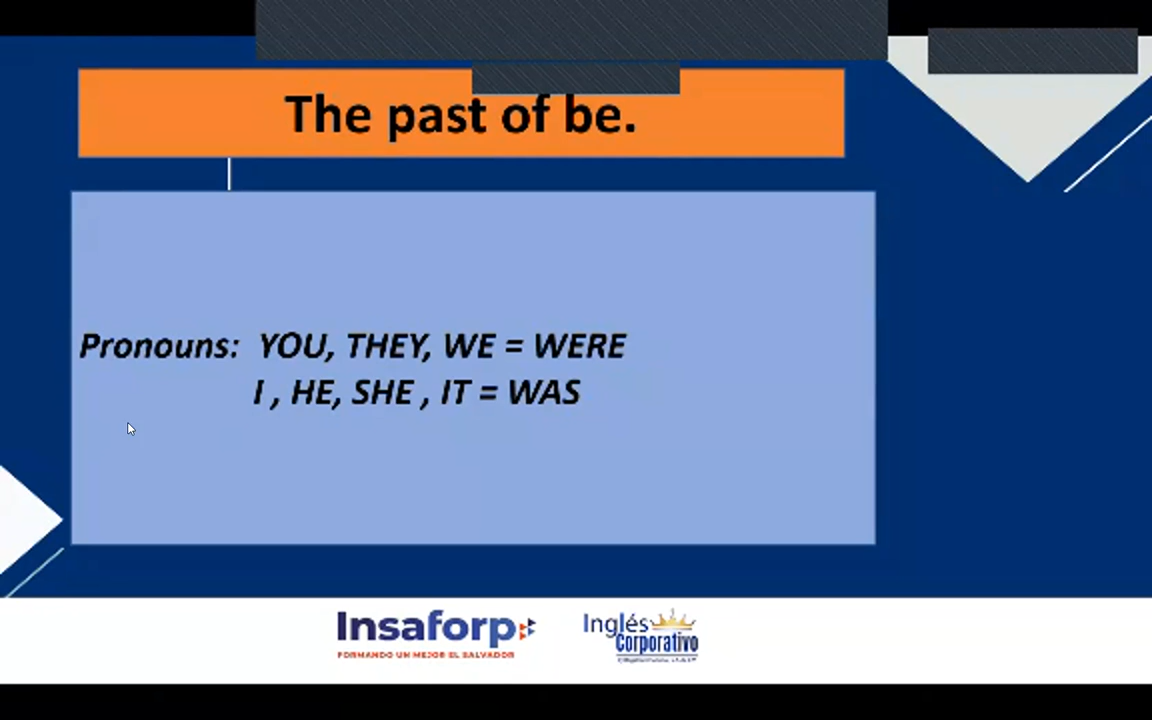 The past of be.
Pronouns: YOU, THEY, WE = WERE
I , HE, SHE , IT = WAS
Insaforp
FORMANDO UN MEJOR EL SALVADOR
Inglés
Corporativo